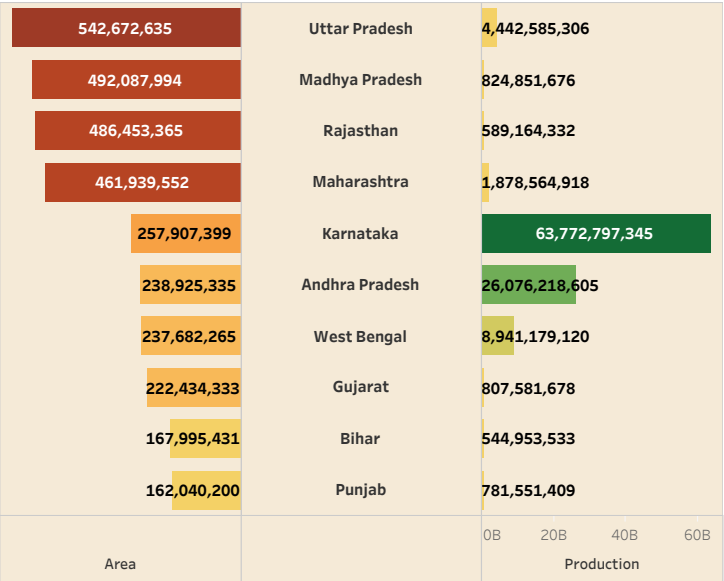 542,672,635 Uttar Pradesh 4,442,585,306
492,087,994 Madhya Pradesh 824,851,676
486,453,365 Rajasthan 589,164,332
461,939,552 Maharashtra 1,878,564,918
257,907,399 Karnataka 63,772,797,345
238,925,335 Andhra Pradesh 26,076,218,605
237,682,265 West Bengal 8,941,179,120
222,434,333 Gujarat 807,581,678
167,995,431 Bihar 544,953,533
162,040,200 Punjab 781,551,409
0B 20B 40B 60B
Area Production